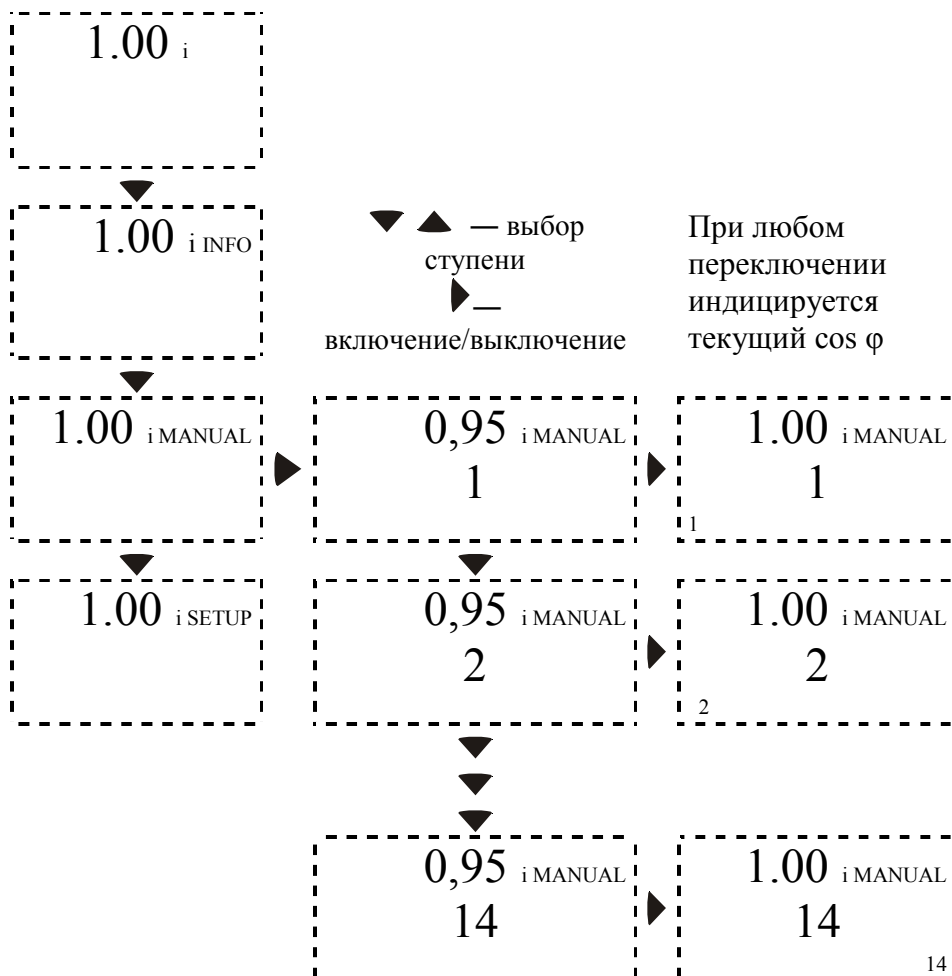 1.00 i
1.00 i INFO
▼ ▲ — выбор
ступени
▶ —
включение/выключение
При любом
переключении
индицируется
текущий cos φ
1.00 i MANUAL
0,95 i MANUAL
1
1.00 i MANUAL
1
1
1.00 i SETUP
0,95 i MANUAL
2
1.00 i MANUAL
2
2
0,95 i MANUAL
14
1.00 i MANUAL
14
14